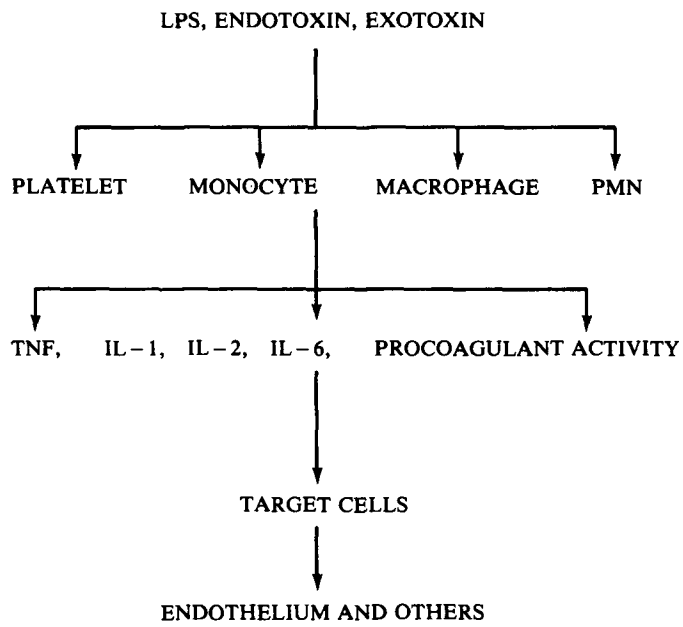 LPS, ENDOTOXIN, EXOTOXIN
PLATELET MONOCYTE MACROPHAGE PMN
TNF, IL-1, IL-2, IL-6, PROCOAGULANT ACTIVITY
TARGET CELLS
ENDOTHELIUM AND OTHERS